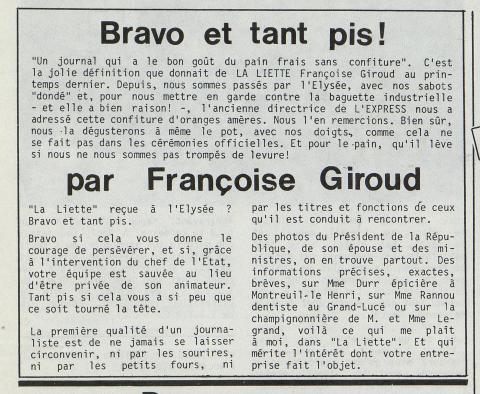 Bravo et tant pis!
"Un journal qui a le bon goût du pain frais sans confiture". C'est
la jolie définition que donnait de LA LIETTE Françoise Giroud au prin-
temps dernier. Depuis, nous sommes passés par l'Elysée, avec nos sabots
"dondé" et, pour nous mettre en garde contre la baguette industrielle
- et elle a bien raison! -, l'ancienne directrice de L'EXPRESS nous a
adressé cette confiture d'oranges amères. Nous l'en remercions. Bien sûr,
nous la dégusterons à même le pot, avec nos doigts, comme cela ne
se fait pas dans les cérémonies officielles. Et pour le pain, qu'il lève
si nous ne nous sommes pas trompés de levure!
par Françoise Giroud
"La Liette" reçue à l'Elysée ?
Bravo et tant pis.
Bravo si cela vous donne le
courage de persévérer, et si, grâce
à l'intervention du chef de l'Etat,
votre équipe est sauvée au lieu
d'être privée de son animateur.
Tant pis si cela vous a si peu que
ce soit tourné la tête.
La première qualité d'un journa-
liste est de ne jamais se laisser
circonvenir, ni par les sourires,
ni par les petits fours, ni
par les titres et fonctions de ceux
qu'il est conduit à rencontrer.
Des photos du Président de la Répu-
blique, de son épouse et des mi-
nistres, on en trouve partout. Des
informations précises, exactes,
brèves, sur Mme Durr épicière à
Montreuil-le Henri, sur Mme Rannou
dentiste au Grand-Lucé ou sur la
champignonnière de M. et Mme Le-
grand, voilà ce qui me plaît
à moi, dans "La Liette". Et qui
mérite l'intérêt dont votre entre-
prise fait l'objet.